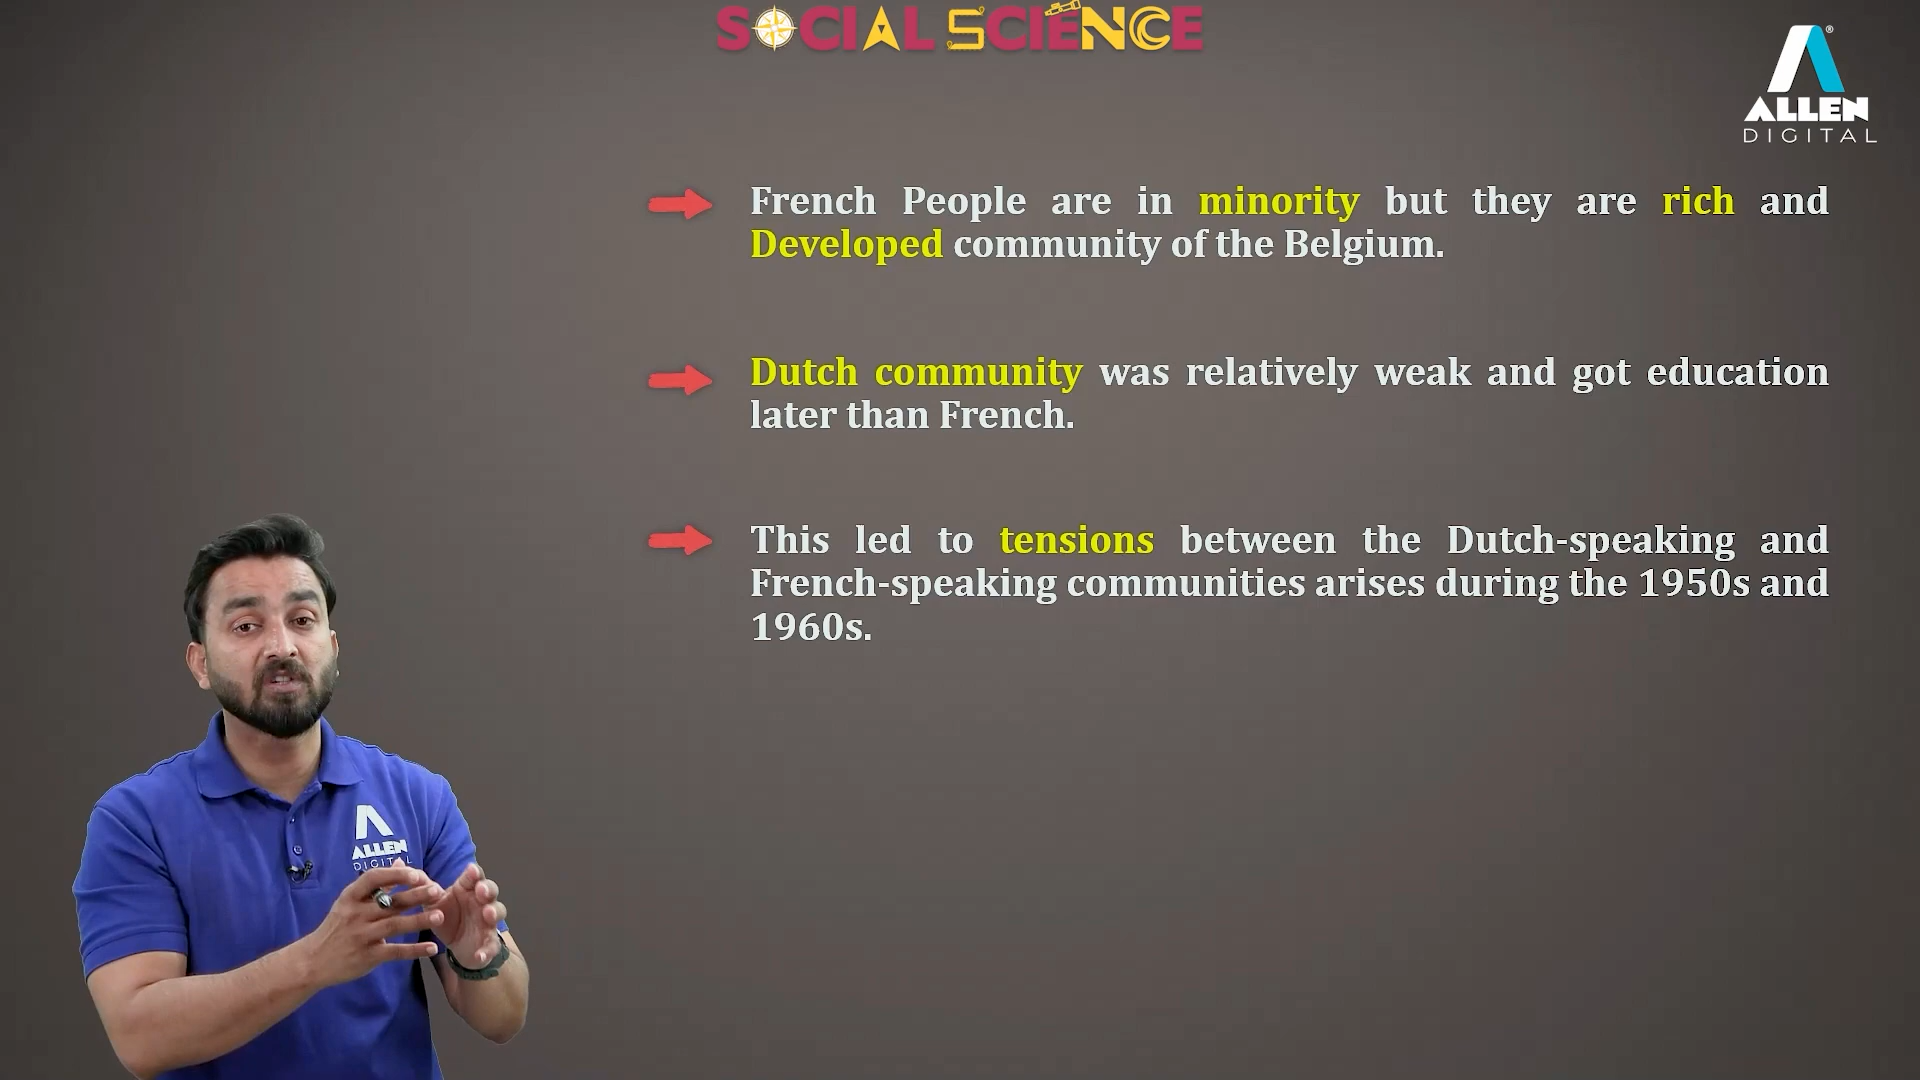 SOCIAL SCIENCE
ALLEN
DIGITAL
French People are in minority but they are rich and
Developed community of the Belgium.
Dutch community was relatively weak and got education
later than French.
This led to tensions between the Dutch-speaking and
French-speaking communities arises during the 1950s and
1960s.
ALLEN
DIGITAL